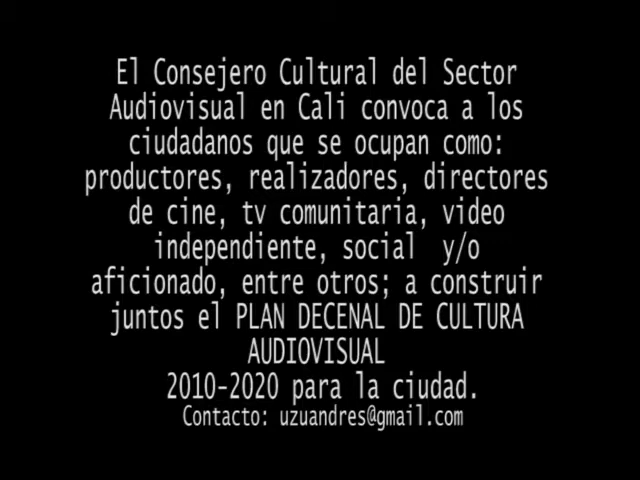 El Consejero Cultural del Sector
Audiovisual en Cali convoca a los
ciudadanos que se ocupan como:
productores, realizadores, directores
de cine, tv comunitaria, video
independiente, social y/o
aficionado, entre otros; a construir
juntos el PLAN DECENAL DE CULTURA
AUDIOVISUAL
2010-2020 para la ciudad.
Contacto: uzuandres@gmail.com